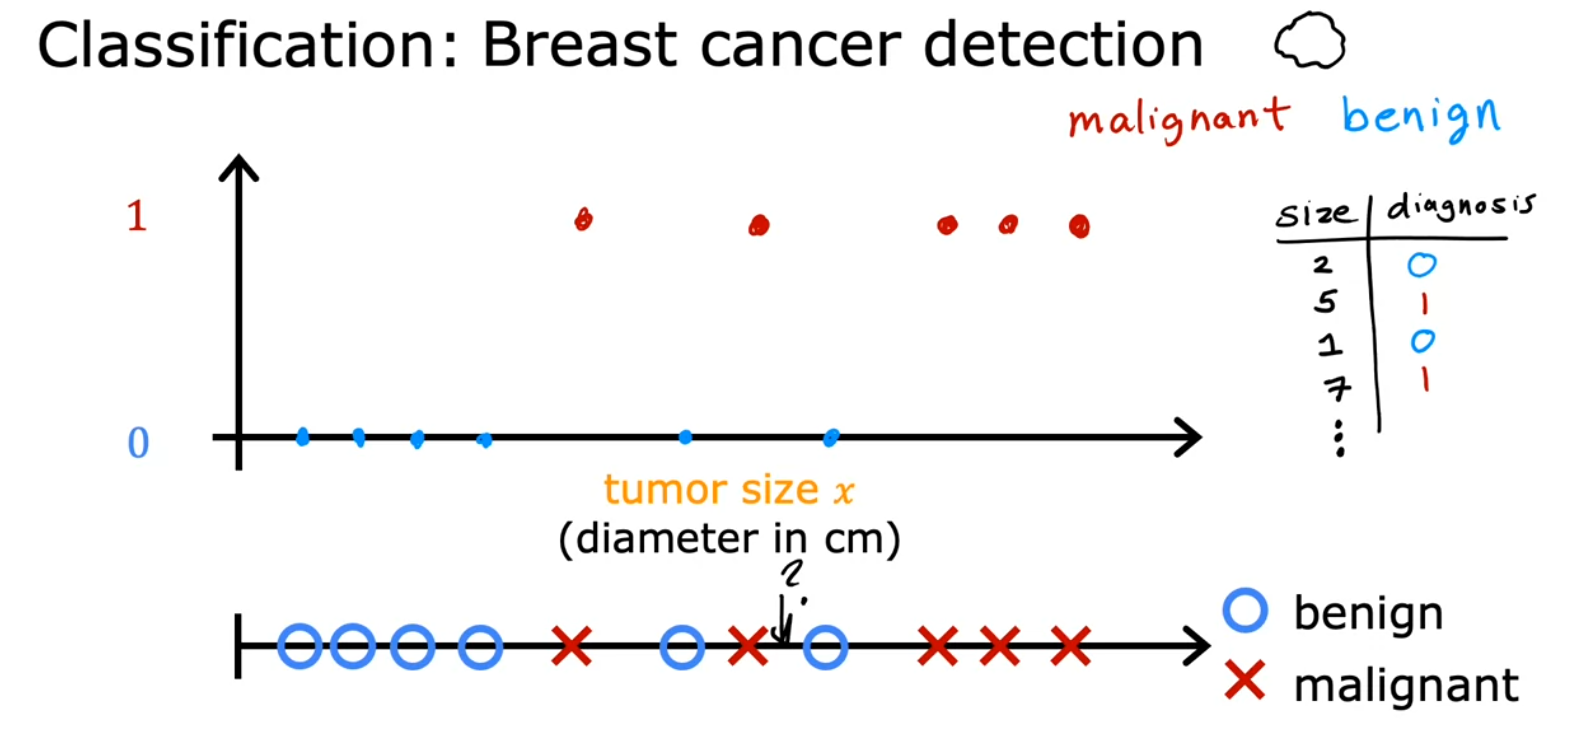 Classification: Breast cancer detection
malignant benign
1
0
size diagnosis
2 0
5 1
1 0
7 1
⋮
tumor size x
(diameter in cm)
?
benign
malignant